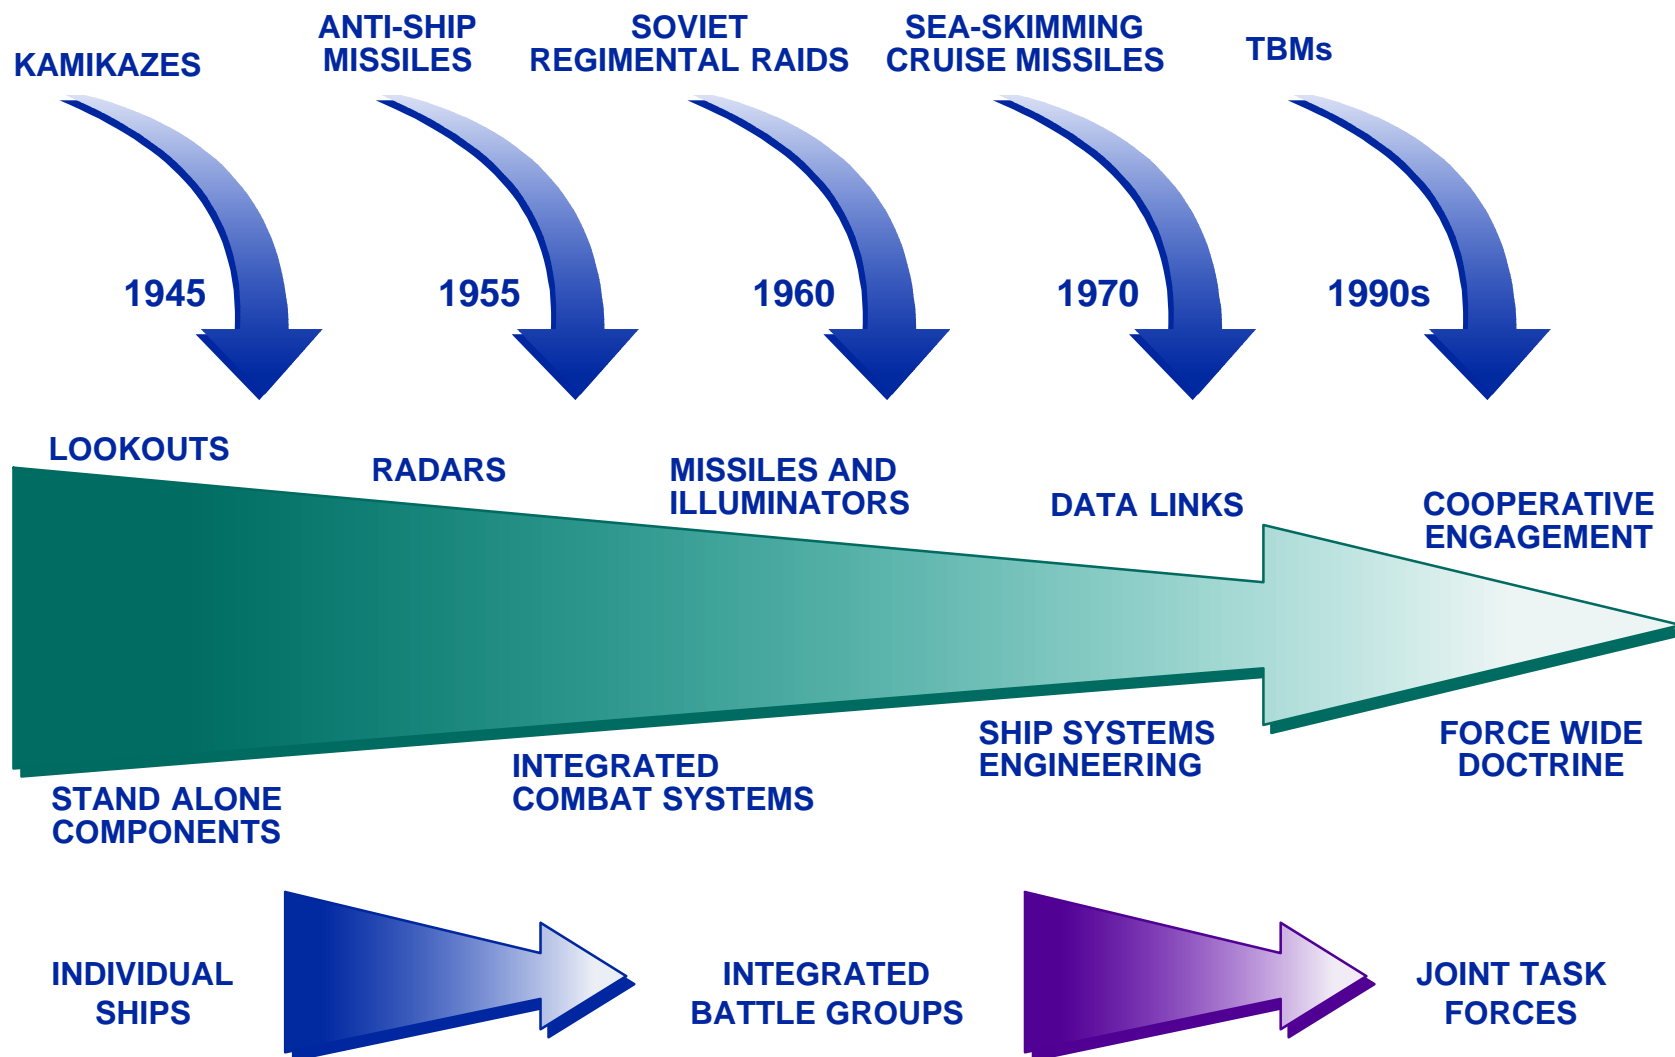 KAMIKAZES
ANTI-SHIP
MISSILES
SOVIET
REGIMENTAL RAIDS
SEA-SKIMMING
CRUISE MISSILES
TBMs
1945
1955
1960
1970
1990s
LOOKOUTS
RADARS
MISSILES AND
ILLUMINATORS
DATA LINKS
COOPERATIVE
ENGAGEMENT
STAND ALONE
COMPONENTS
INTEGRATED
COMBAT SYSTEMS
SHIP SYSTEMS
ENGINEERING
FORCE WIDE
DOCTRINE
INDIVIDUAL
SHIPS
INTEGRATED
BATTLE GROUPS
JOINT TASK
FORCES